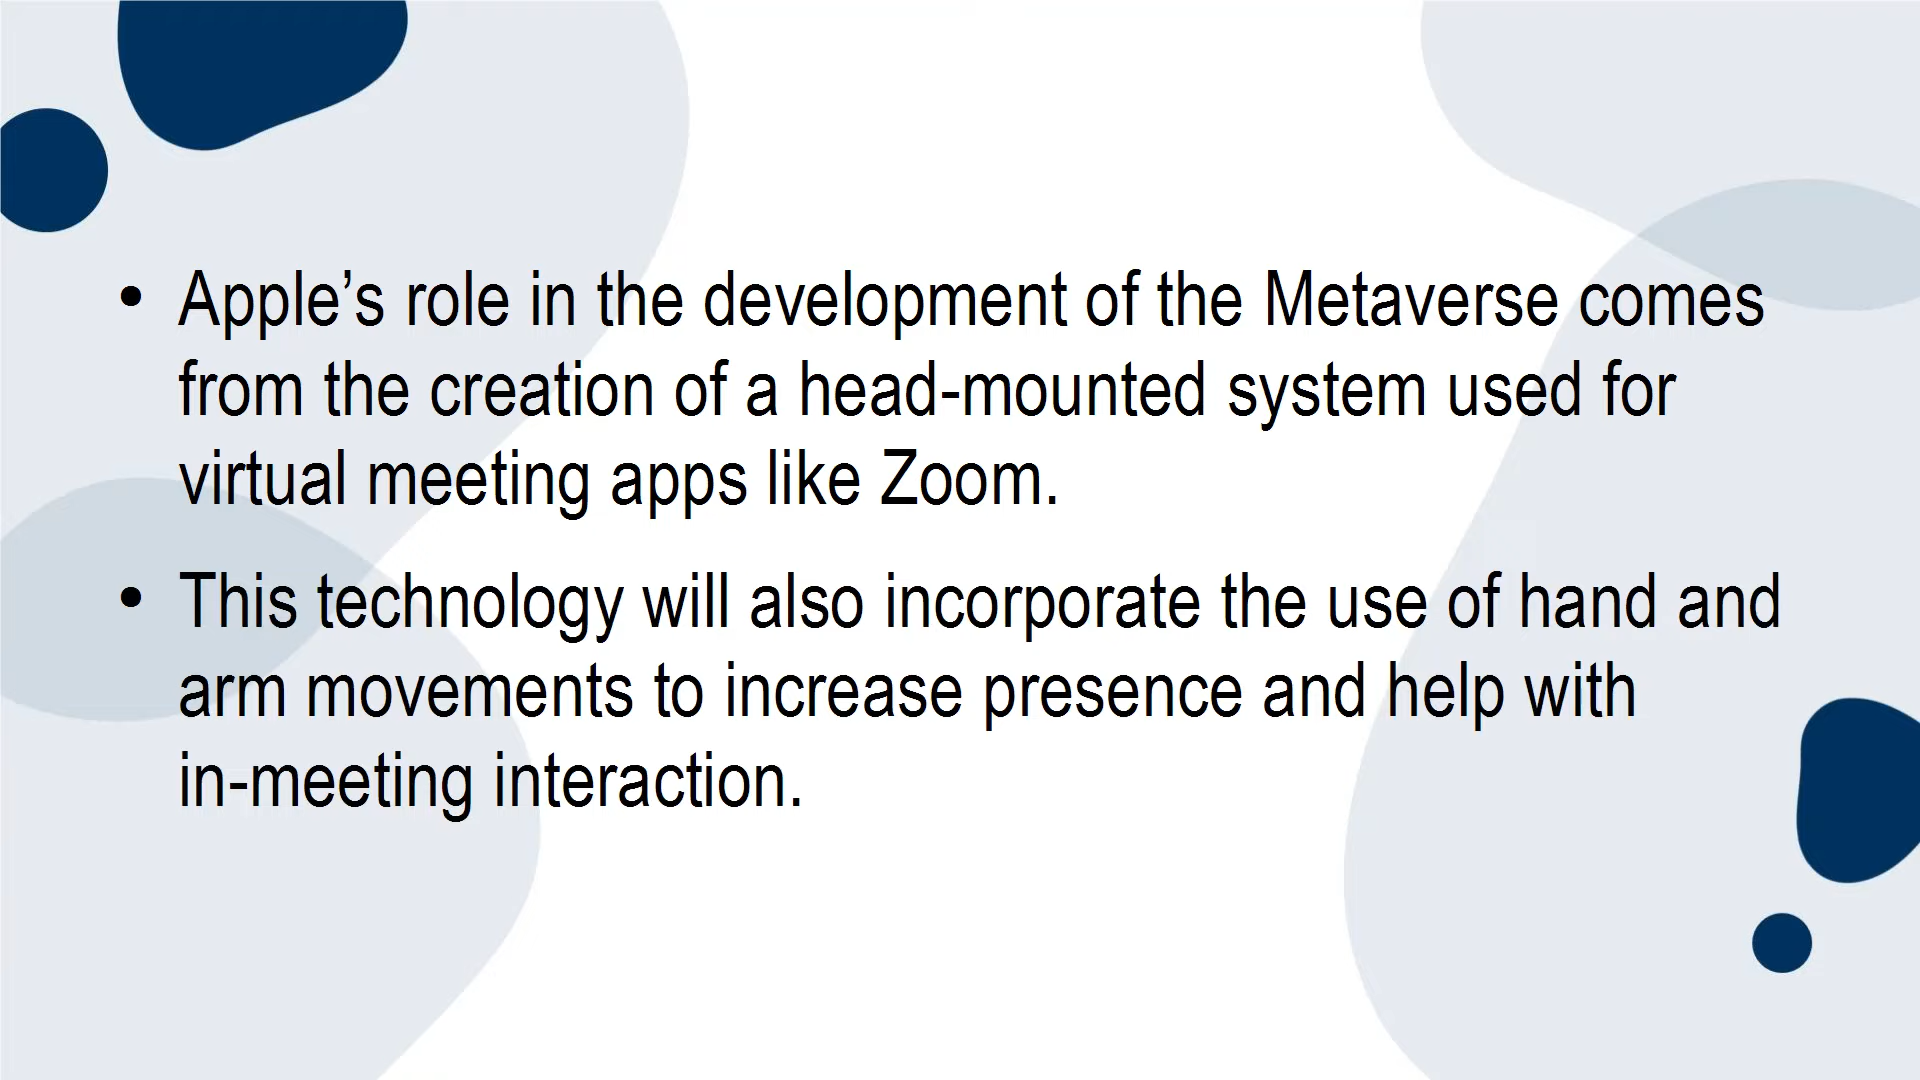 • Apple’s role in the development of the Metaverse comes
from the creation of a head-mounted system used for
virtual meeting apps like Zoom.
• This technology will also incorporate the use of hand and
arm movements to increase presence and help with
in-meeting interaction.